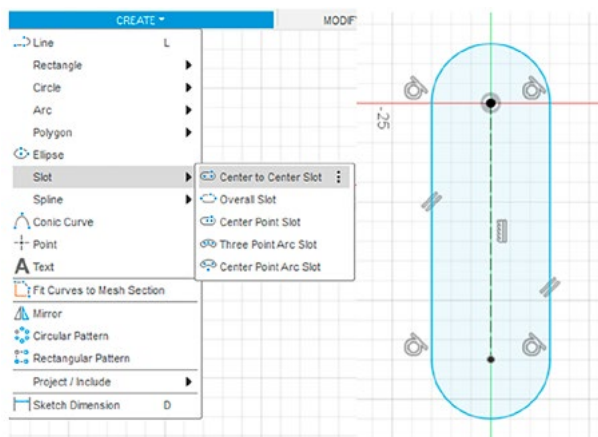 CREATE
MODIF
Line L
Rectangle
Circle
Arc
Polygon
Ellipse
Slot
Spline
Conic Curve
Point
Text
Fit Curves to Mesh Section
Mirror
Circular Pattern
Rectangular Pattern
Project / Include
Sketch Dimension D
Center to Center Slot
Overall Slot
Center Point Slot
Three Point Arc Slot
Center Point Arc Slot
-25